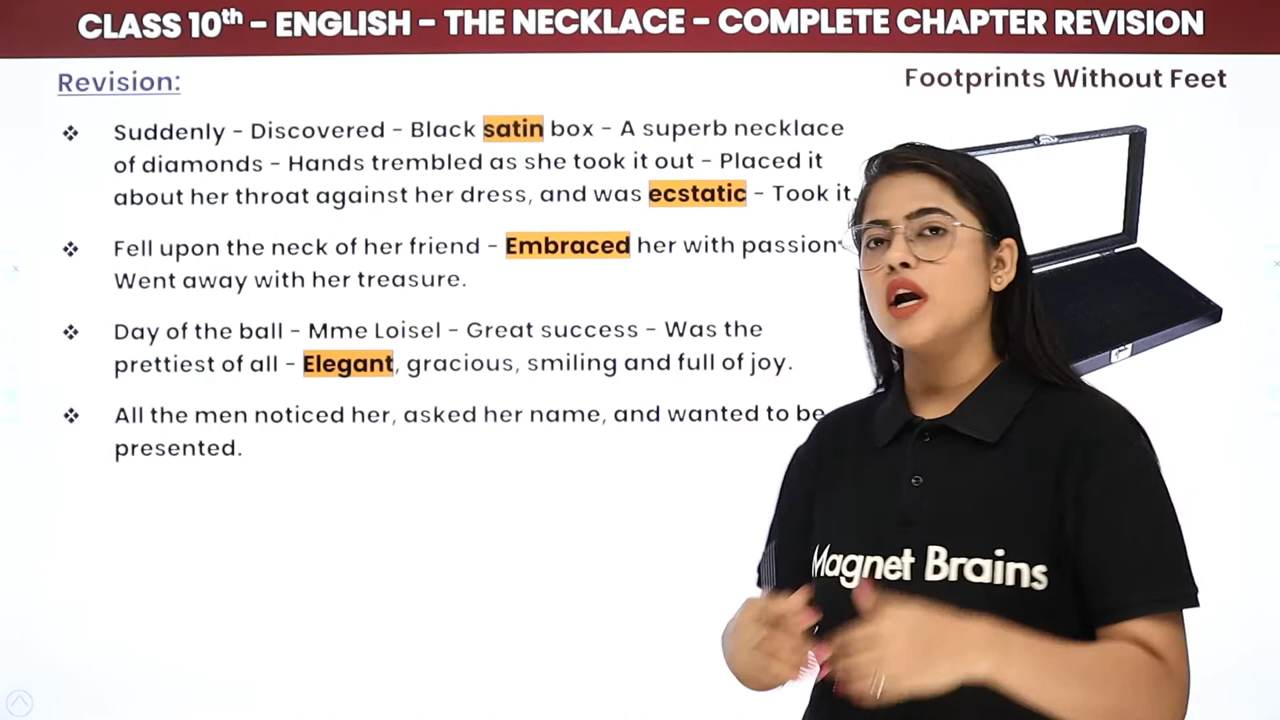 CLASS 10th – ENGLISH – THE NECKLACE – COMPLETE CHAPTER REVISION
Revision:
Footprints Without Feet
❖ Suddenly – Discovered – Black satin box – A superb necklace
of diamonds – Hands trembled as she took it out – Placed it
about her throat against her dress, and was ecstatic – Took it.
❖ Fell upon the neck of her friend – Embraced her with passion
Went away with her treasure.
❖ Day of the ball – Mme Loisel – Great success – Was the
prettiest of all – Elegant, gracious, smiling and full of joy.
❖ All the men noticed her, asked her name, and wanted to be
presented.
Magnet Brains